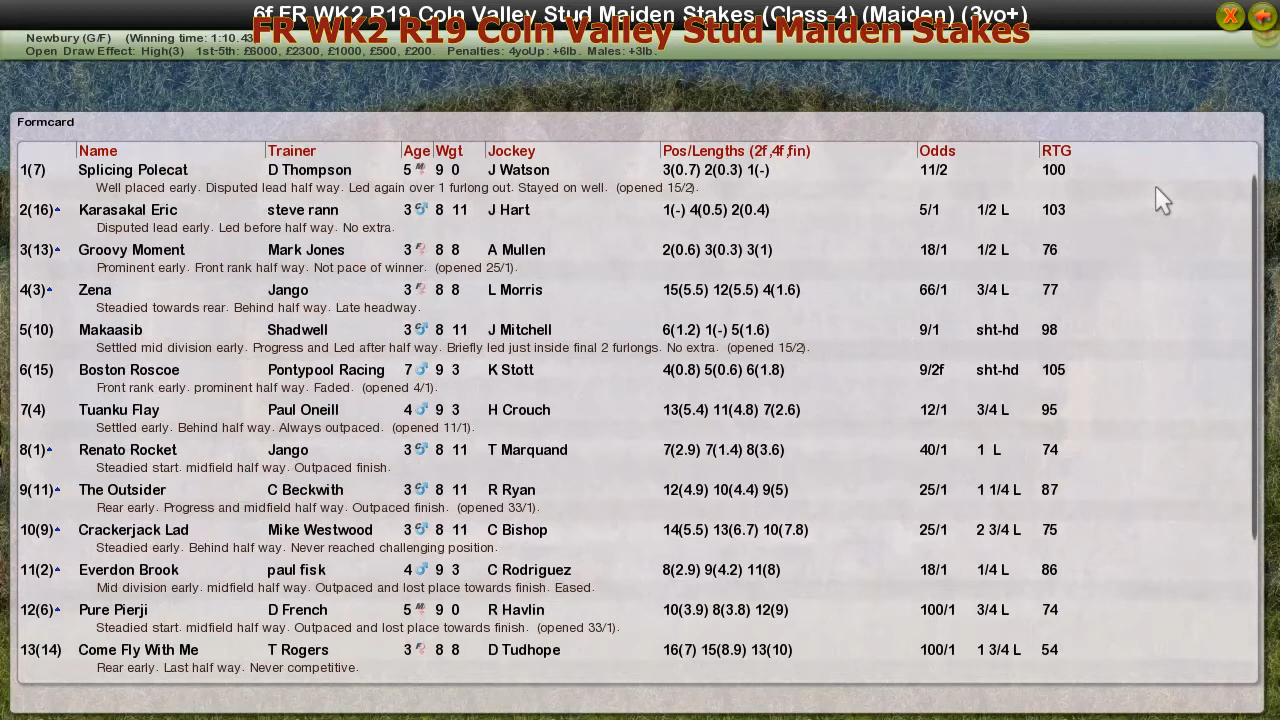 6f FR WK2 R19 Coln Valley Stud Maiden Stakes (Class 4) (Maiden) (3yo+)
FR WK2 R19 Coln Valley Stud Maiden Stakes
Newbury (G/F) (Winning time: 1:10.43
Open Draw Effect: High(3) 1st-5th: £6000, £2300, £1000, £500, £200. Penalties: 4yoUp: +6lb. Males: +3lb.
Formcard
Name Trainer Age Wgt Jockey Pos/Lengths (2f,4f,fin) Odds RTG
1(7) Splicing Polecat D Thompson 5 9 0 J Watson 3(0.7) 2(0.3) 1(-) 11/2 100
Well placed early. Disputed lead half way. Led again over 1 furlong out. Stayed on well. (opened 15/2).
2(16) Karasakal Eric steve rann 3 8 11 J Hart 1(-) 4(0.5) 2(0.4) 5/1 1/2 L 103
Disputed lead early. Led before half way. No extra.
3(13) Groovy Moment Mark Jones 3 8 8 A Mullen 2(0.6) 3(0.3) 3(1) 18/1 1/2 L 76
Prominent early. Front rank half way. Not pace of winner. (opened 25/1).
4(3) Zena Jango 3 8 8 L Morris 15(5.5) 12(5.5) 4(1.6) 66/1 3/4 L 77
Steadied towards rear. Behind half way. Late headway.
5(10) Makaasib Shadwell 3 8 11 J Mitchell 6(1.2) 1(-) 5(1.6) 9/1 sht-hd 98
Settled mid division early. Progress and Led after half way. Briefly led just inside final 2 furlongs. No extra. (opened 15/2).
6(15) Boston Roscoe Pontypool Racing 7 9 3 K Stott 4(0.8) 5(0.6) 6(1.8) 9/2f sht-hd 105
Front rank early. prominent half way. Faded. (opened 4/1).
7(4) Tuanku Flay Paul Oneill 4 9 3 H Crouch 13(5.4) 11(4.8) 7(2.6) 12/1 3/4 L 95
Settled early. Behind half way. Always outpaced. (opened 11/1).
8(1) Renato Rocket Jango 3 8 11 T Marquand 7(2.9) 7(1.4) 8(3.6) 40/1 1 L 74
Steadied start. midfield half way. Outpaced finish.
9(11) The Outsider C Beckwith 3 8 11 R Ryan 12(4.9) 10(4.4) 9(5) 25/1 1 1/4 L 87
Rear early. Progress and midfield half way. Outpaced finish. (opened 33/1).
10(9) Crackerjack Lad Mike Westwood 3 8 11 C Bishop 14(5.5) 13(6.7) 10(7.8) 25/1 2 3/4 L 75
Steadied early. Behind half way. Never reached challenging position.
11(2) Everdon Brook paul fisk 4 9 3 C Rodriguez 8(2.9) 9(4.2) 11(8) 18/1 1/4 L 86
Mid division early. midfield half way. Outpaced and lost place towards finish. Eased.
12(6) Pure Pierji D French 5 9 0 R Havlin 10(3.9) 8(3.8) 12(9) 100/1 3/4 L 74
Steadied start. midfield half way. Outpaced and lost place towards finish. (opened 33/1).
13(14) Come Fly With Me T Rogers 3 8 8 D Tudhope 16(7) 15(8.9) 13(10) 100/1 1 3/4 L 54
Rear early. Last half way. Never competitive.